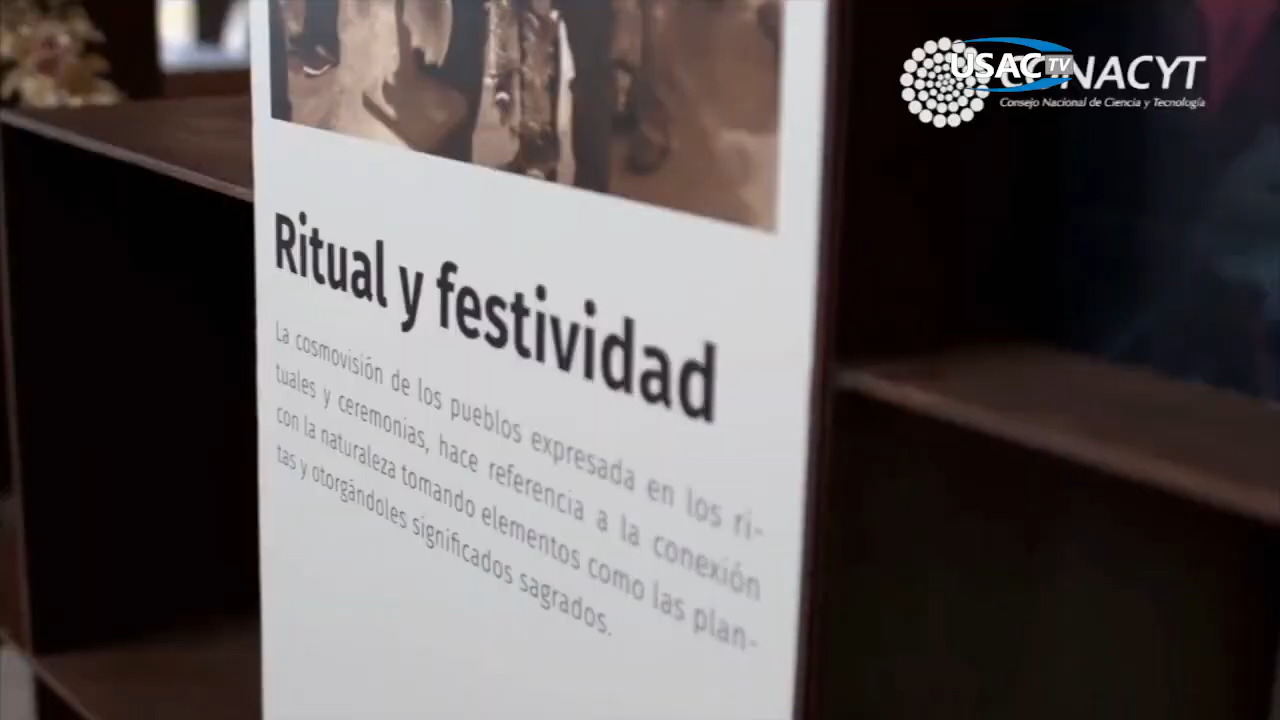 USAC TV
NACYT
Consejo Nacional de Ciencia y Tecnología
Ritual y festividad
La cosmovisión de los pueblos expresada en los ri-
tuales y ceremonias, hace referencia a la conexión
con la naturaleza tomando elementos como las plan-
tas y otorgándoles significados sagrados.